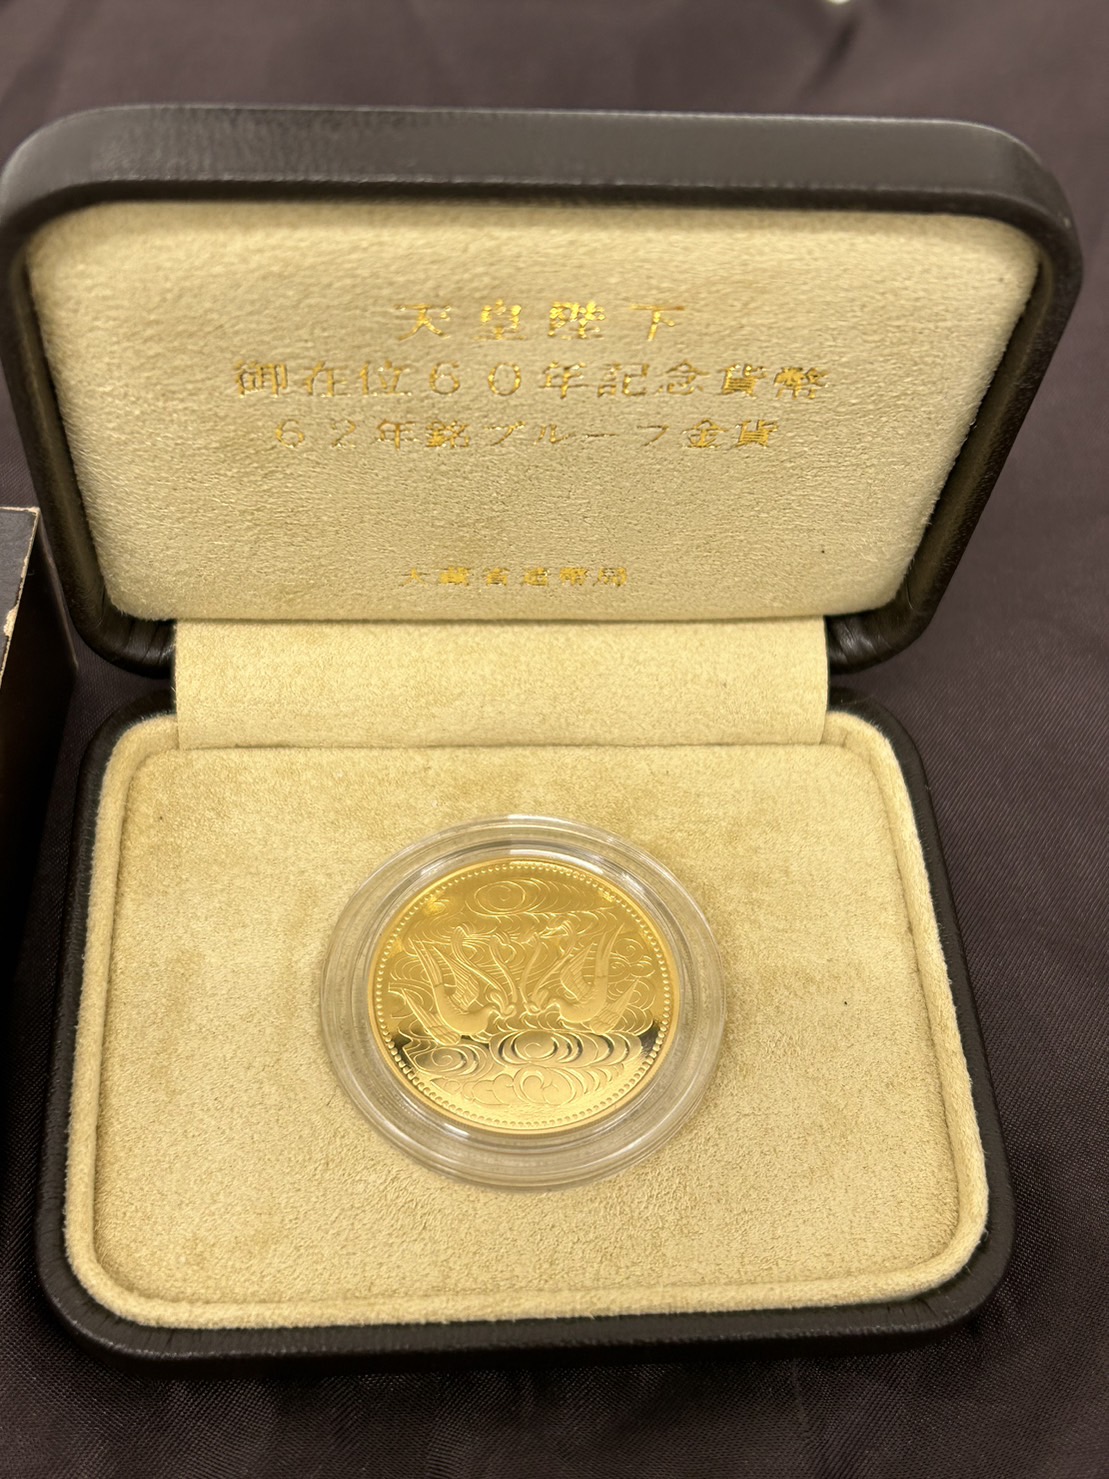 天皇陛下
御在位60年記念貨幣
62年銘プルーフ金貨
大蔵省造幣局